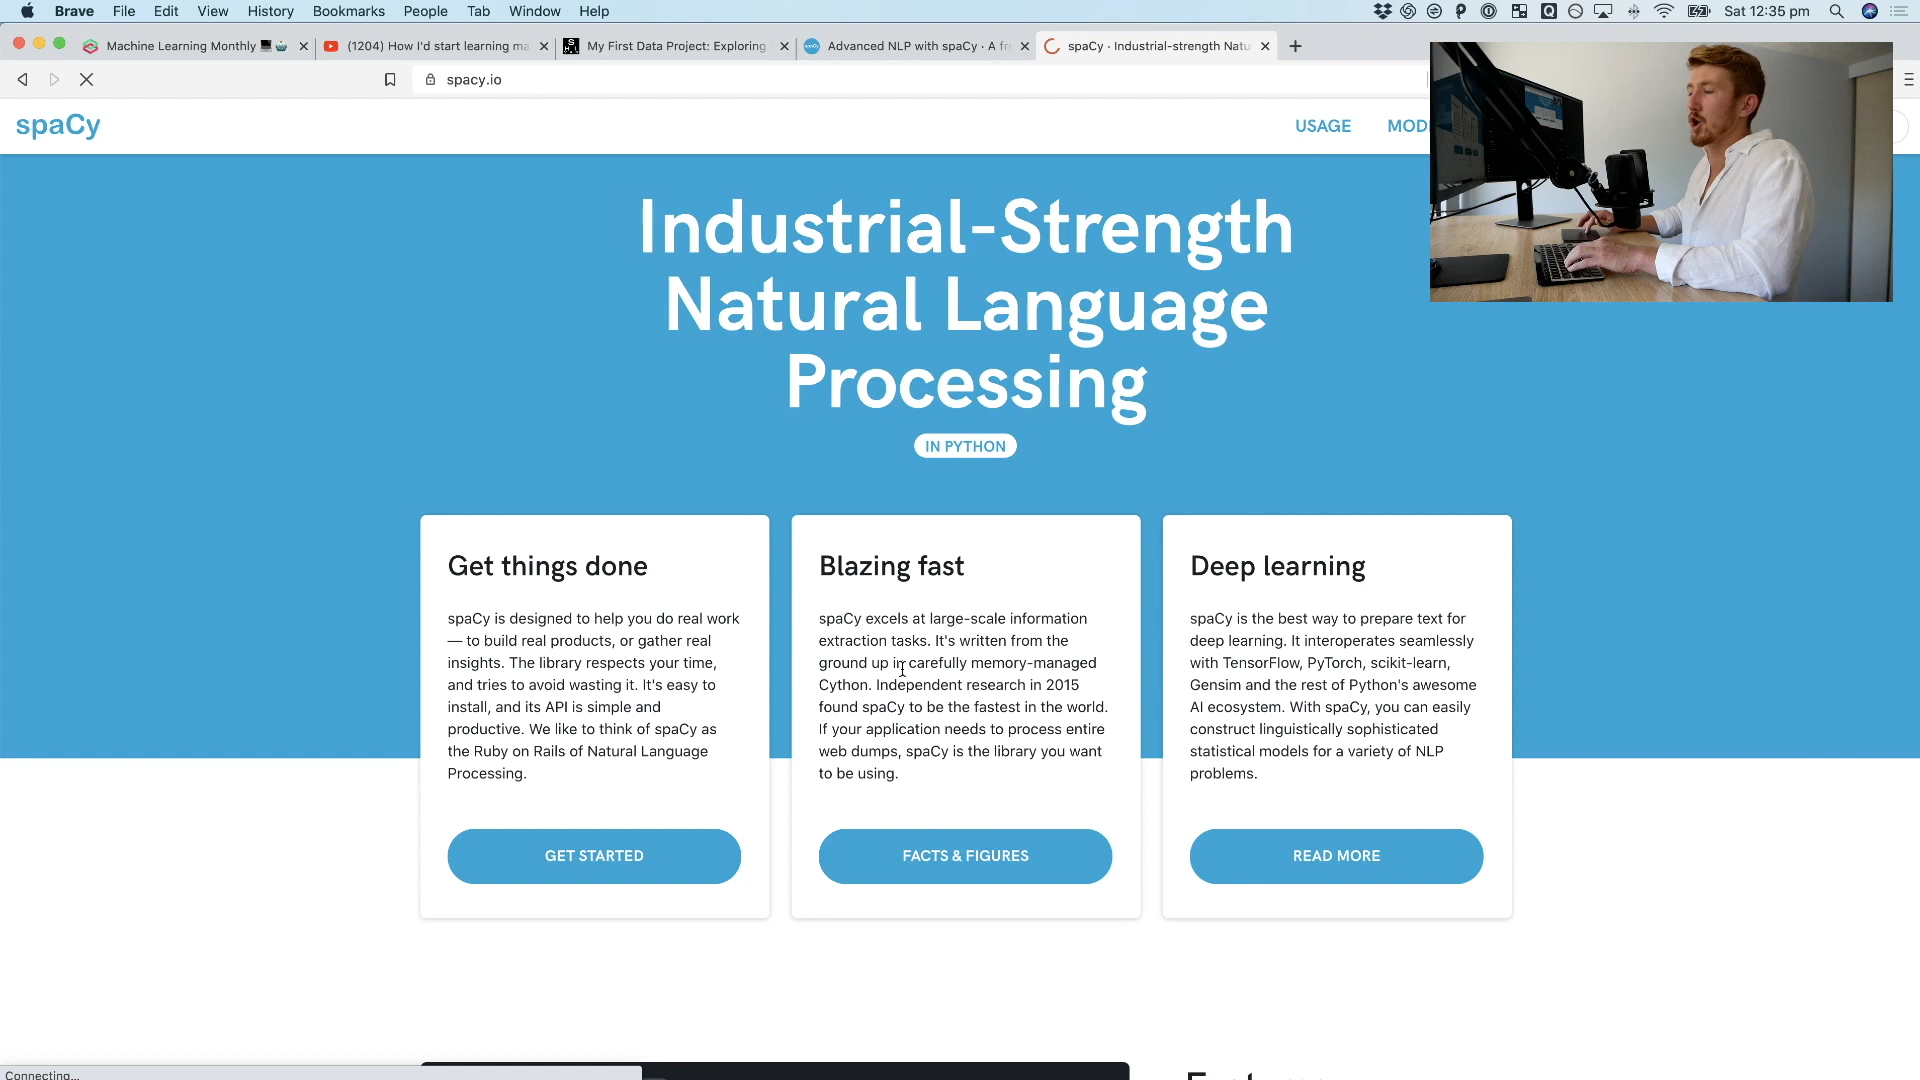 Brave File Edit View History Bookmarks People Tab Window Help Sat 12:35 pm
Machine Learning Monthly (1204) How I'd start learning ma My First Data Project: Exploring Advanced NLP with spaCy · A fr spaCy · Industrial-strength Natu
spacy.io
spaCy USAGE MOD
Industrial-Strength
Natural Language
Processing
IN PYTHON
Get things done
spaCy is designed to help you do real work
— to build real products, or gather real
insights. The library respects your time,
and tries to avoid wasting it. It's easy to
install, and its API is simple and
productive. We like to think of spaCy as
the Ruby on Rails of Natural Language
Processing.
GET STARTED
Blazing fast
spaCy excels at large-scale information
extraction tasks. It's written from the
ground up in carefully memory-managed
Cython. Independent research in 2015
found spaCy to be the fastest in the world.
If your application needs to process entire
web dumps, spaCy is the library you want
to be using.
FACTS & FIGURES
Deep learning
spaCy is the best way to prepare text for
deep learning. It interoperates seamlessly
with TensorFlow, PyTorch, scikit-learn,
Gensim and the rest of Python's awesome
AI ecosystem. With spaCy, you can easily
construct linguistically sophisticated
statistical models for a variety of NLP
problems.
READ MORE
Connecting...